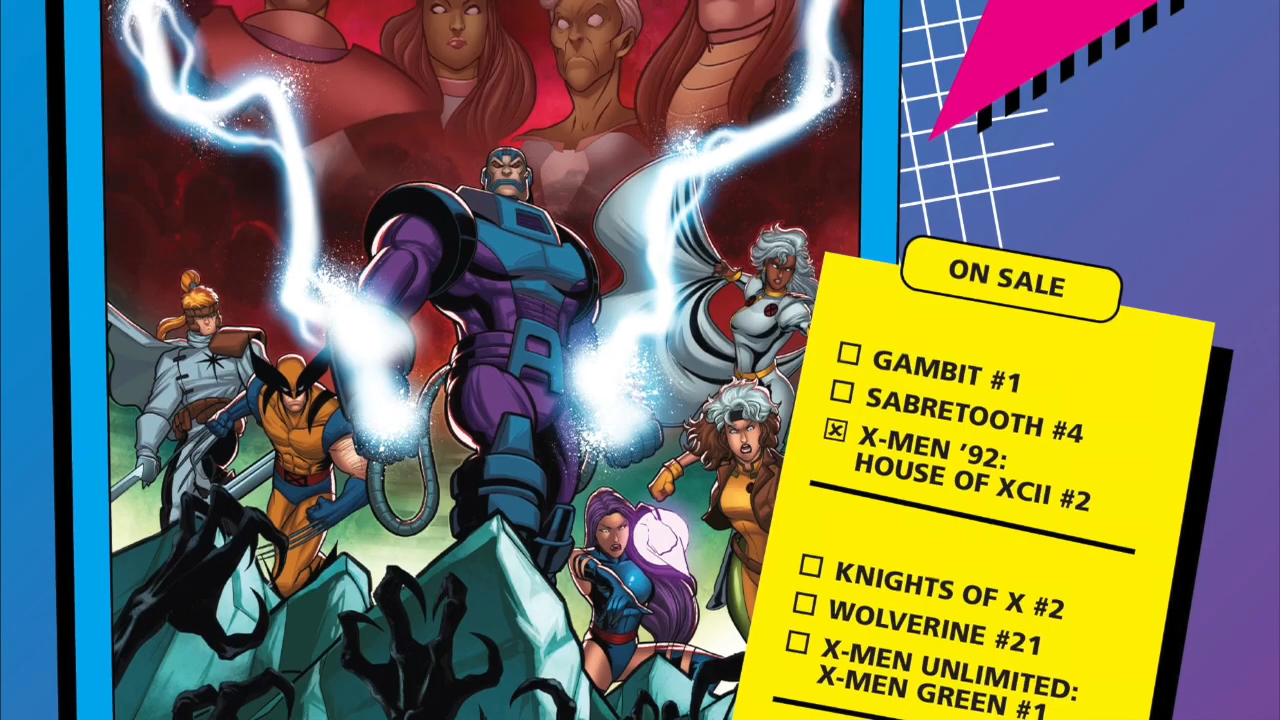 ON SALE
GAMBIT #1
SABRETOOTH #4
X-MEN ’92:
HOUSE OF XCII #2
KNIGHTS OF X #2
WOLVERINE #21
X-MEN UNLIMITED:
X-MEN GREEN #1